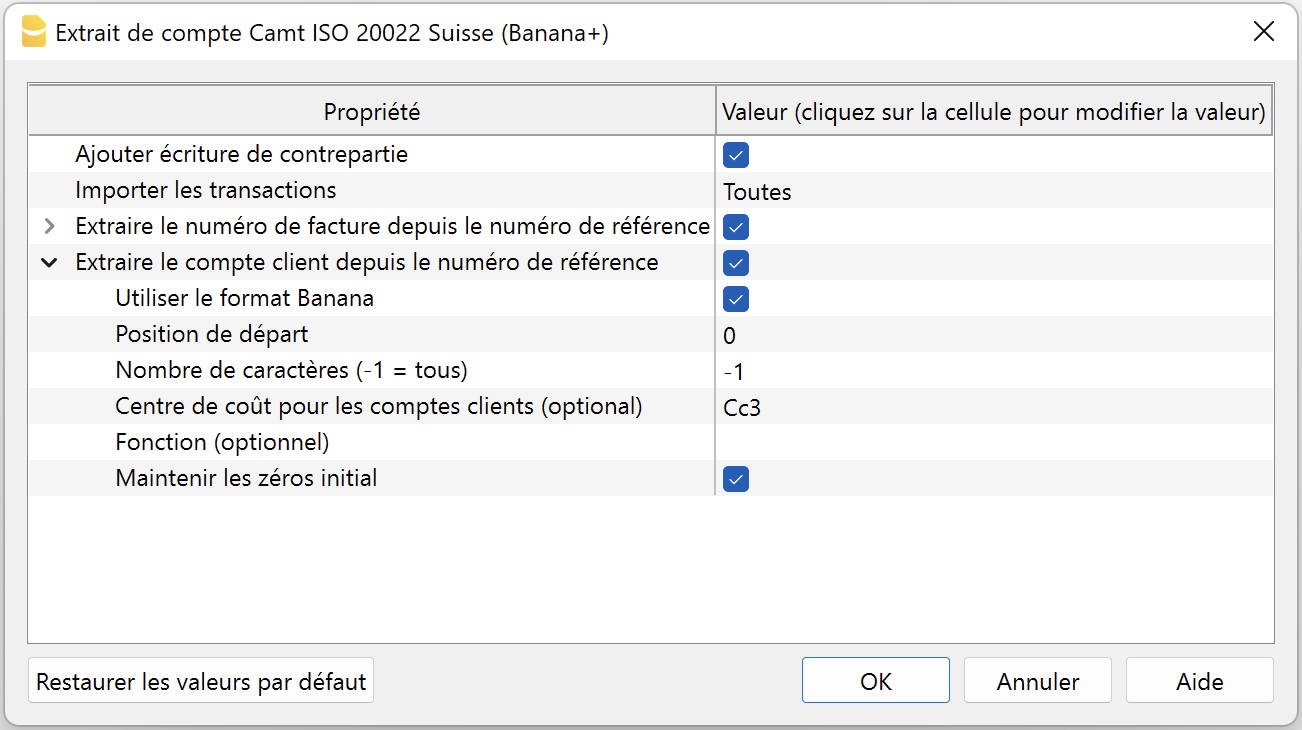 Extrait de compte Camt ISO 20022 Suisse (Banana+)
Propriété
Valeur (cliquez sur la cellule pour modifier la valeur)
Ajouter écriture de contrepartie
Importer les transactions
Toutes
Extraire le numéro de facture depuis le numéro de référence
Extraire le compte client depuis le numéro de référence
Utiliser le format Banana
Position de départ
0
Nombre de caractères (-1 = tous)
-1
Centre de coût pour les comptes clients (optional)
Cc3
Fonction (optionnel)
Maintenir les zéros initial
Restaurer les valeurs par défaut
OK
Annuler
Aide